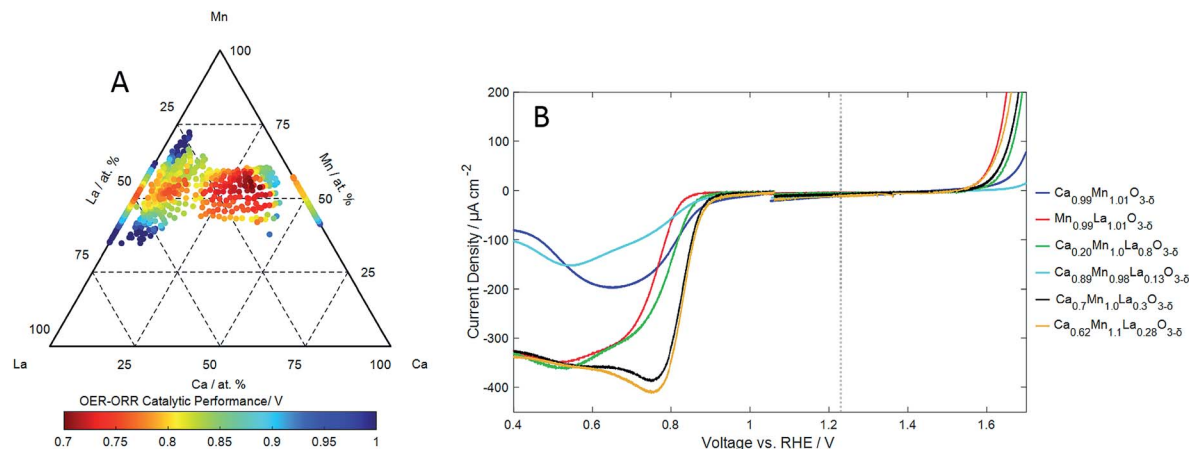 Mn
A
100
25
75
La / at. %
Mn / at. %
50
50
75
25
100
La
25
50
75
100
Ca
Ca / at. %
OER-ORR Catalytic Performance/ V
0.7 0.75 0.8 0.85 0.9 0.95 1
B
200
100
0
-100
-200
-300
-400
Current Density / µA cm⁻²
0.4 0.6 0.8 1 1.2 1.4 1.6
Voltage vs. RHE / V
Ca₀.₉₉Mn₁.₀₁O₃₋δ
Mn₀.₉₉La₁.₀₁O₃₋δ
Ca₀.₂₀Mn₁.₀La₀.₈O₃₋δ
Ca₀.₈₉Mn₀.₉₈La₀.₁₃O₃₋δ
Ca₀.₇Mn₁.₀La₀.₃O₃₋δ
Ca₀.₆₂Mn₁.₁La₀.₂₈O₃₋δ